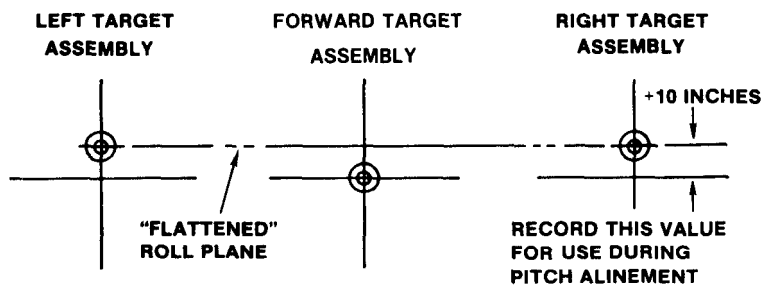 LEFT TARGET
ASSEMBLY
FORWARD TARGET
ASSEMBLY
RIGHT TARGET
ASSEMBLY
+10 INCHES
"FLATTENED"
ROLL PLANE
RECORD THIS VALUE
FOR USE DURING
PITCH ALINEMENT